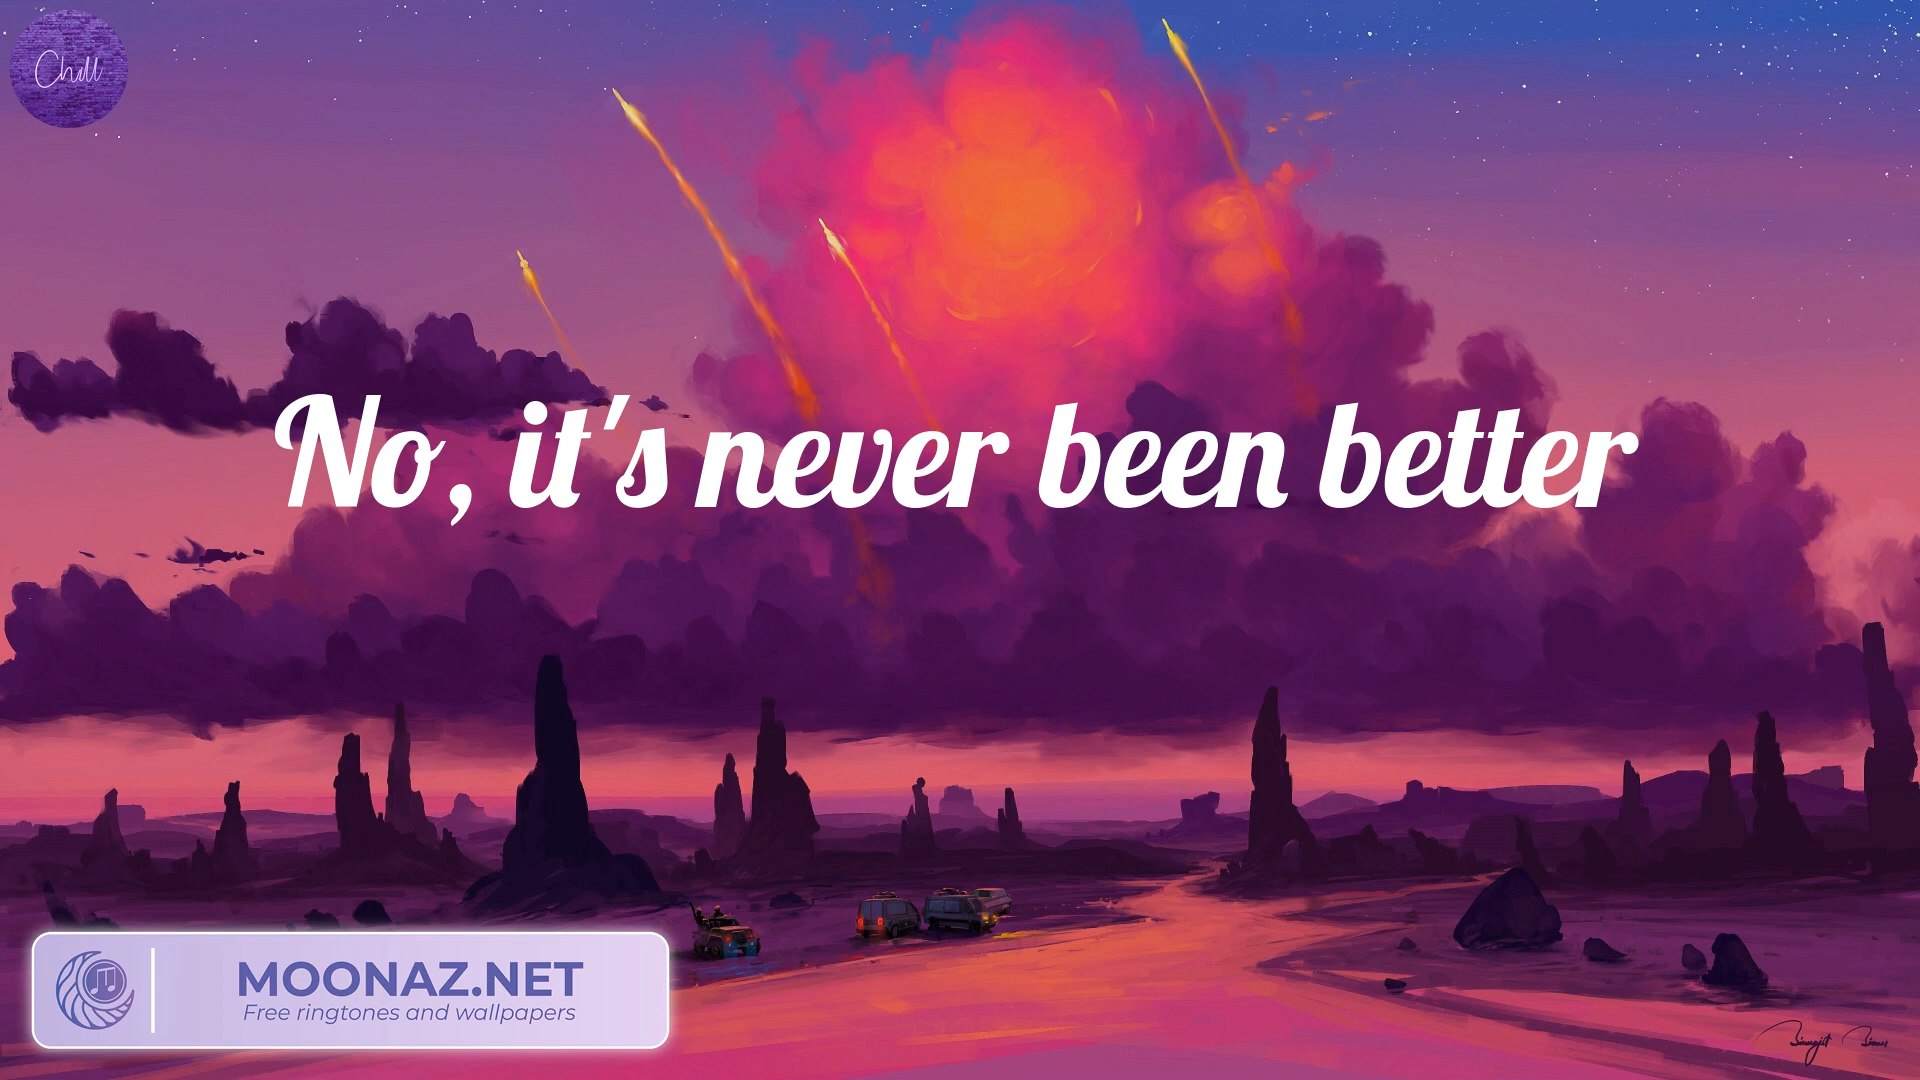 Chill
No, it's never been better
MOONAZ.NET
Free ringtones and wallpapers